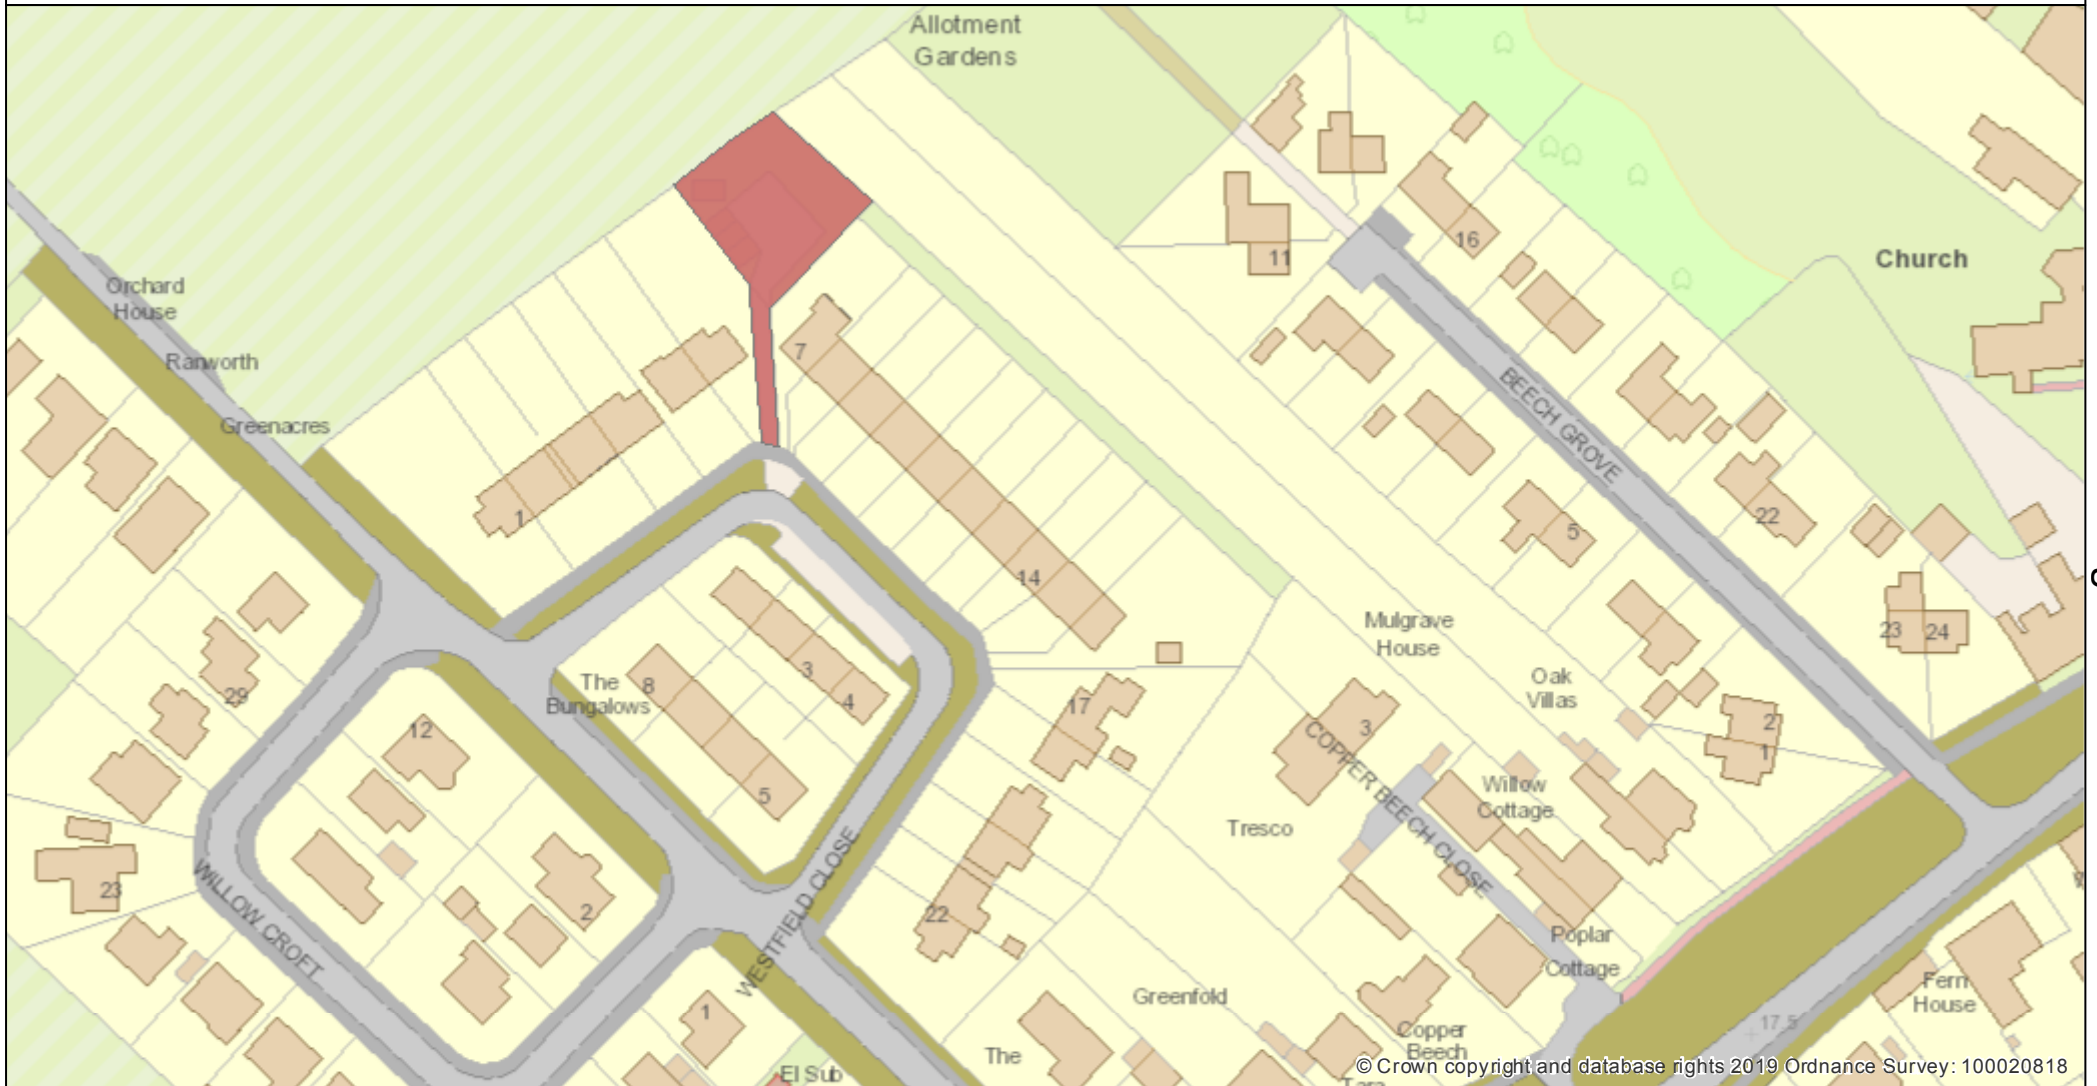 Allotment
Gardens
Church
16
11
Orchard
House
Ranworth
Greenacres
7
1
BEECH GROVE
5
22
14
23
24
Mulgrave
House
Oak
Villas
The
Bungalows
8
3
4
5
17
29
12
3
2
1
COPPER BEECH CLOSE
Willow
Cottage
Tresco
WESTFIELD CLOSE
WILLOW CROFT
23
2
22
Poplar
Cottage
Greenfold
Fern
House
1
The
Copper
Beech
17.5
El Sub
© Crown copyright and database rights 2019 Ordnance Survey: 100020818